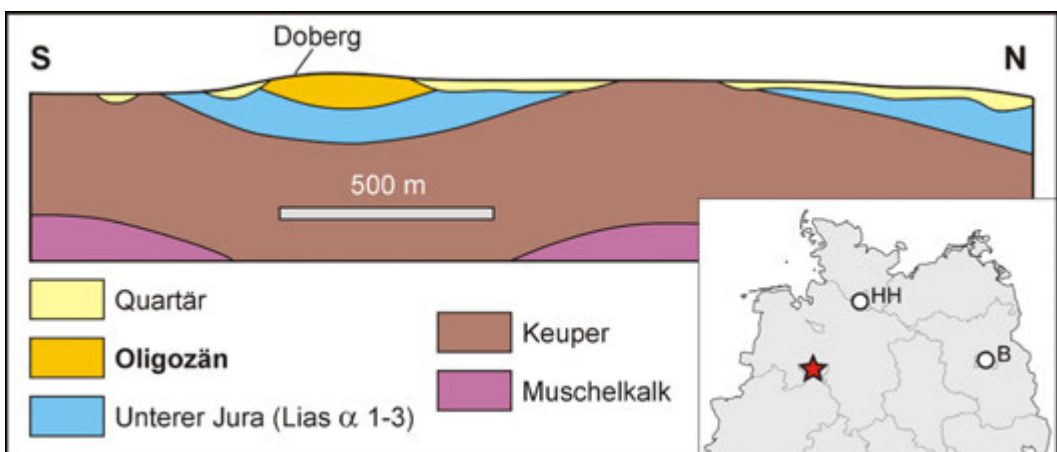 Doberg
S
N
500 m
HH
B
Quartär
Oligozän
Unterer Jura (Lias α 1-3)
Keuper
Muschelkalk